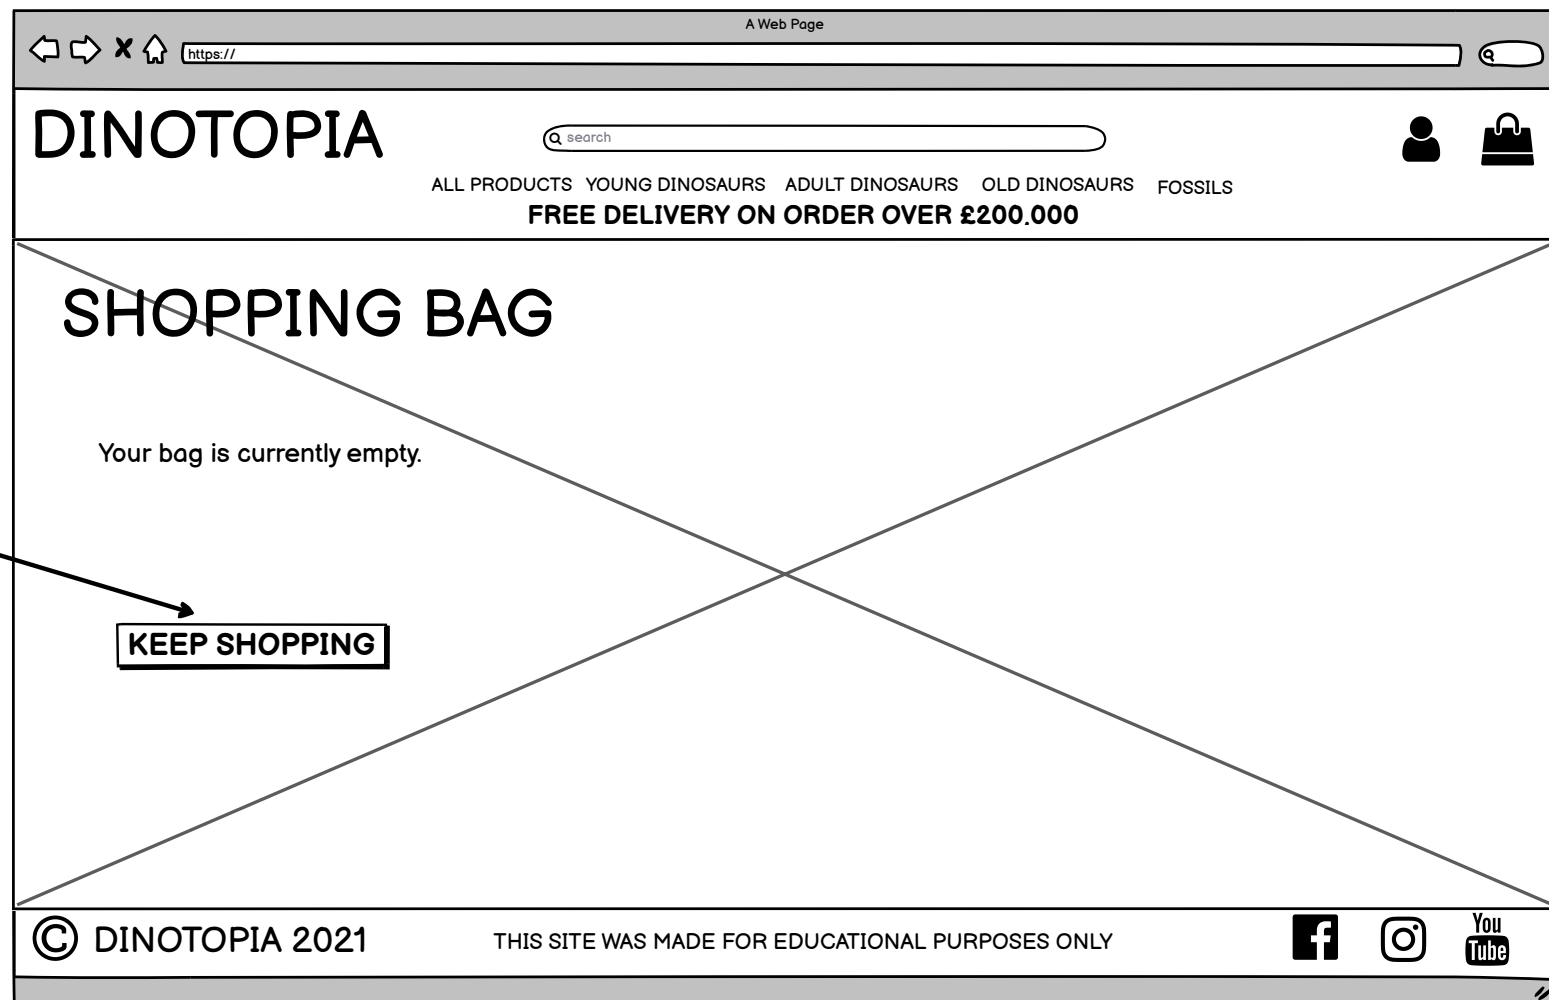 A Web Page
https://
DINOTOPIA
search
ALL PRODUCTS YOUNG DINOSAURS ADULT DINOSAURS OLD DINOSAURS FOSSILS
FREE DELIVERY ON ORDER OVER £200.000
SHOPPING BAG
Your bag is currently empty.
KEEP SHOPPING
© DINOTOPIA 2021
THIS SITE WAS MADE FOR EDUCATIONAL PURPOSES ONLY
f
You
Tube